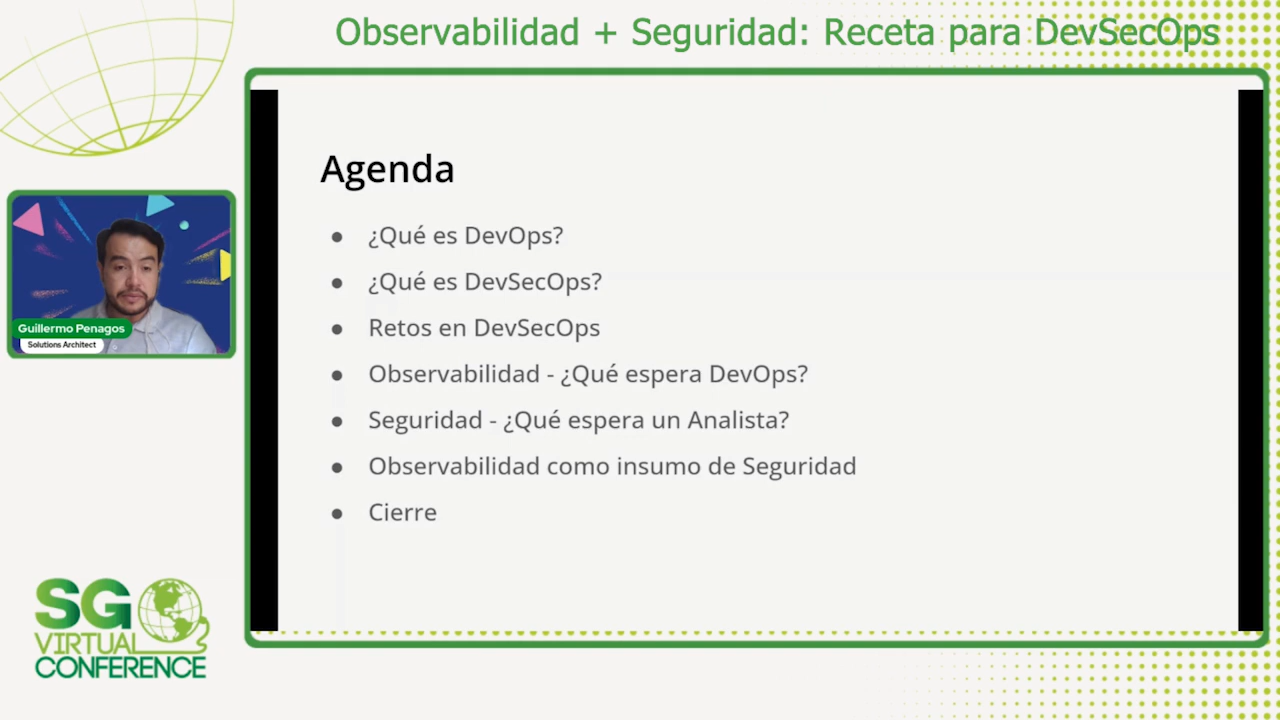 Observabilidad + Seguridad: Receta para DevSecOps
Agenda
● ¿Qué es DevOps?
● ¿Qué es DevSecOps?
● Retos en DevSecOps
● Observabilidad - ¿Qué espera DevOps?
● Seguridad - ¿Qué espera un Analista?
● Observabilidad como insumo de Seguridad
● Cierre
Guillermo Penagos
Solutions Architect
SG
VIRTUAL
CONFERENCE